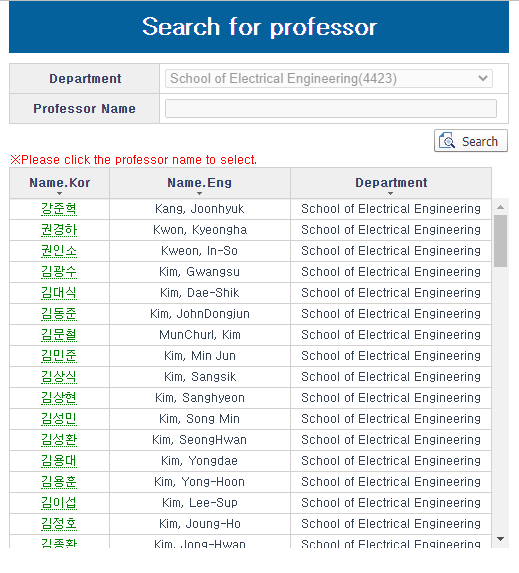 Search for professor
Department School of Electrical Engineering(4423)
Professor Name
Search
※Please click the professor name to select.
Name.Kor Name.Eng Department
강준혁 Kang, Joonhyuk School of Electrical Engineering
권경하 Kwon, Kyeongha School of Electrical Engineering
권인소 Kweon, In-So School of Electrical Engineering
김광수 Kim, Gwangsu School of Electrical Engineering
김대식 Kim, Dae-Shik School of Electrical Engineering
김동준 Kim, JohnDongjun School of Electrical Engineering
김문철 MunChurl, Kim School of Electrical Engineering
김민준 Kim, Min Jun School of Electrical Engineering
김상식 Kim, Sangsik School of Electrical Engineering
김상현 Kim, Sanghyeon School of Electrical Engineering
김성민 Kim, Song Min School of Electrical Engineering
김성환 Kim, SeongHwan School of Electrical Engineering
김용대 Kim, Yongdae School of Electrical Engineering
김용훈 Kim, Yong-Hoon School of Electrical Engineering
김이섭 Kim, Lee-Sup School of Electrical Engineering
김정호 Kim, Joung-Ho School of Electrical Engineering
김종환 Kim, Jong-Hwan School of Electrical Engineering